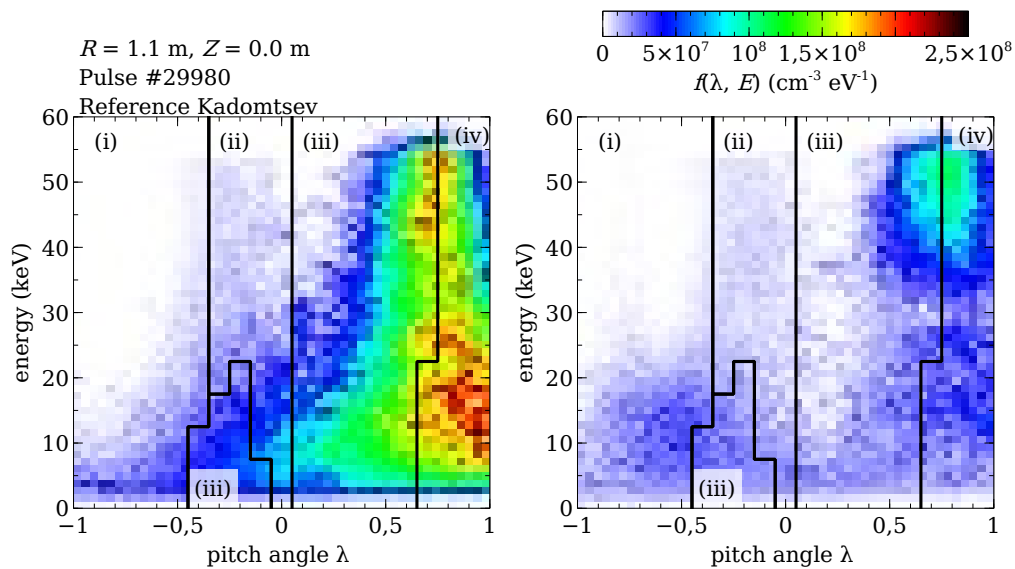 R = 1.1 m, Z = 0.0 m
Pulse #29980
Reference Kadomtsev
0 5×10⁷ 10⁸ 1,5×10⁸ 2,5×10⁸
f(λ, E) (cm⁻³ eV⁻¹)
60
50
40
30
20
10
0
energy (keV)
(i) (ii) (iii) (iv)
(iii)
−1 −0,5 0 0,5 1
pitch angle λ
60
50
40
30
20
10
0
energy (keV)
(i) (ii) (iii) (iv)
(iii)
−1 −0,5 0 0,5 1
pitch angle λ